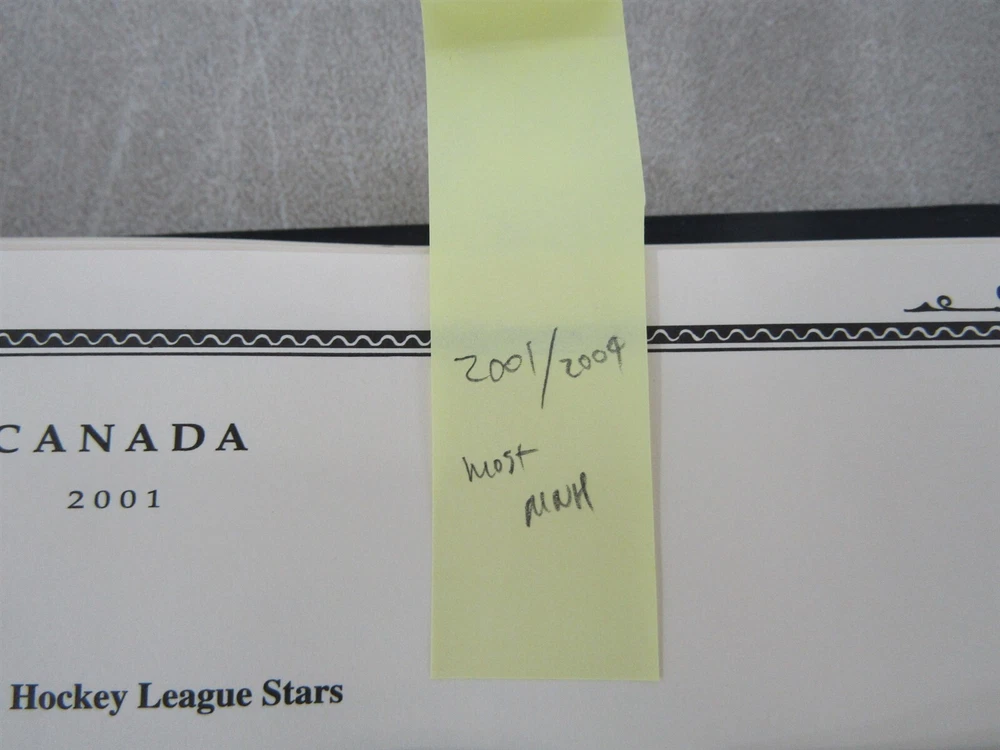 2001/2004
most
MNH
CANADA
2001
Hockey League Stars